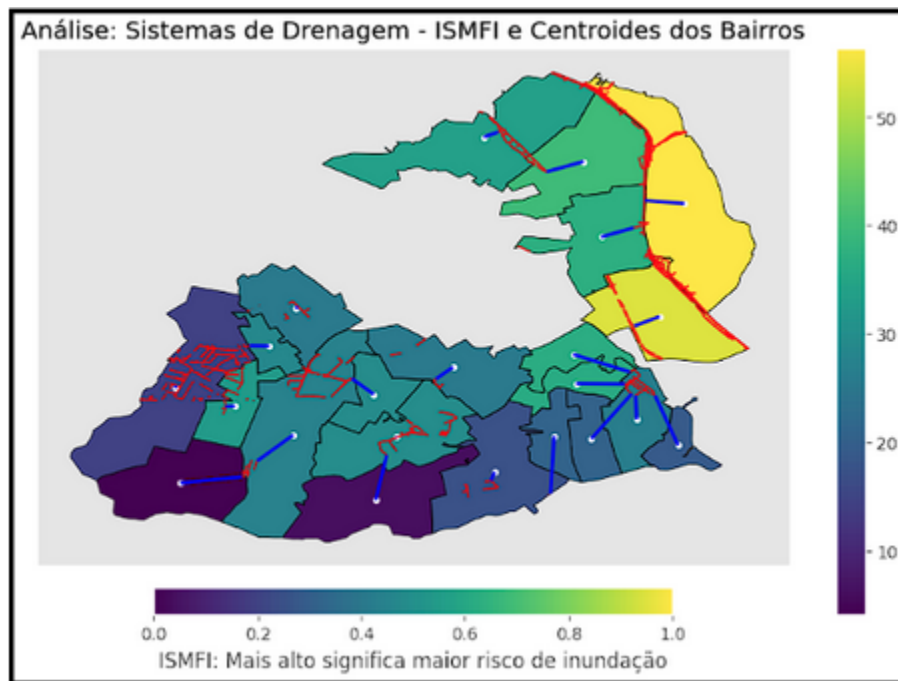 Análise: Sistemas de Drenagem - ISMFI e Centroides dos Bairros
50
40
30
20
10
0.0 0.2 0.4 0.6 0.8 1.0
ISMFI: Mais alto significa maior risco de inundação